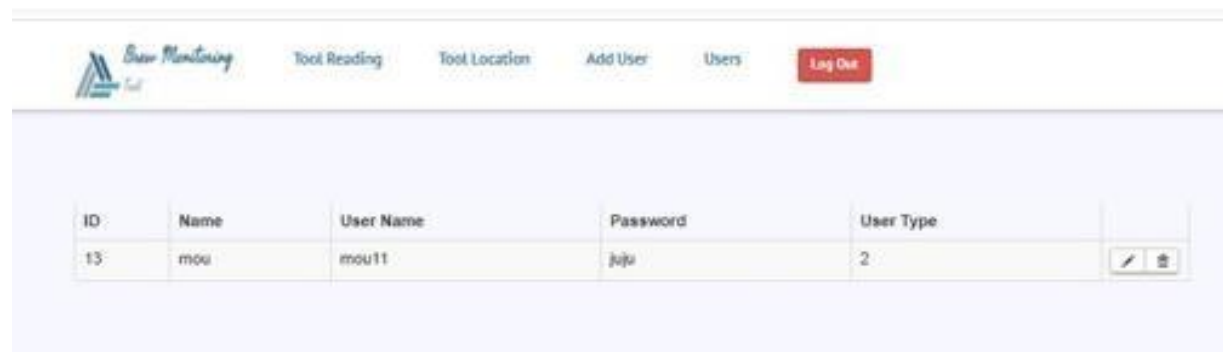 Brew Monitoring
Tool
Tool Reading Tool Location Add User Users Log Out
ID Name User Name Password User Type
13 mou mou11 juju 2